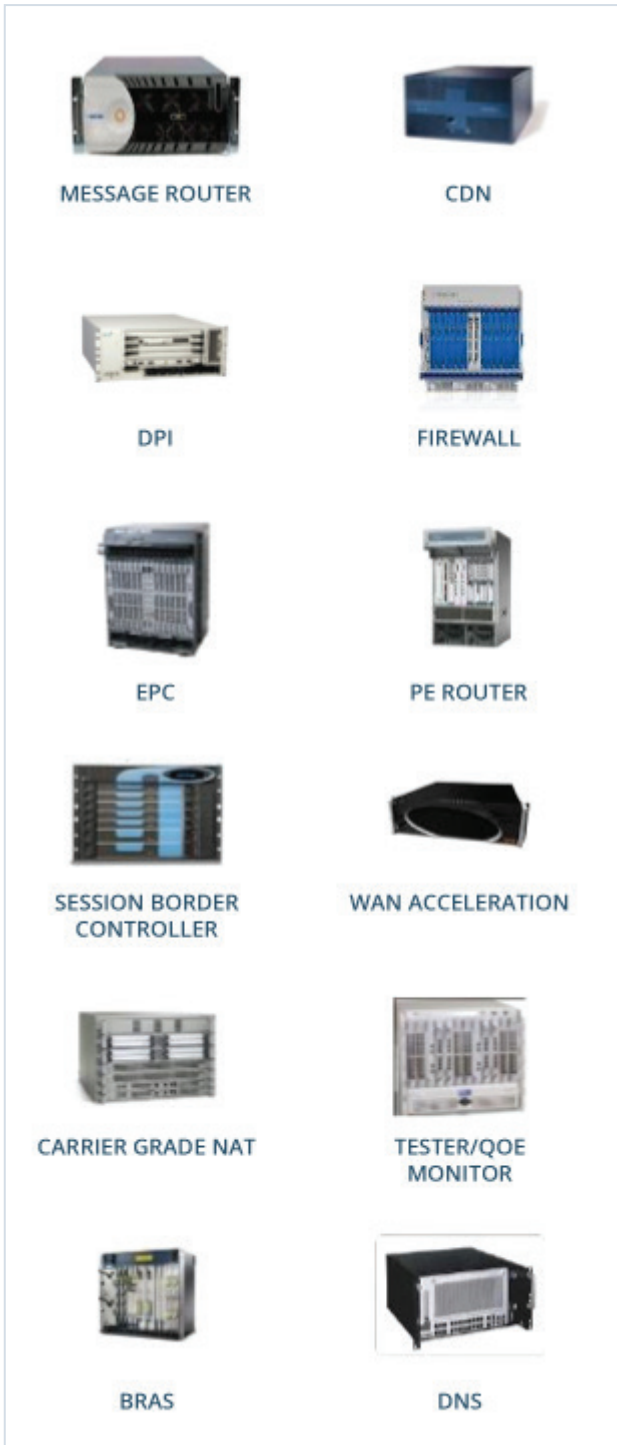 MESSAGE ROUTER
CDN
DPI
FIREWALL
EPC
PE ROUTER
SESSION BORDER
CONTROLLER
WAN ACCELERATION
CARRIER GRADE NAT
TESTER/QOE
MONITOR
BRAS
DNS